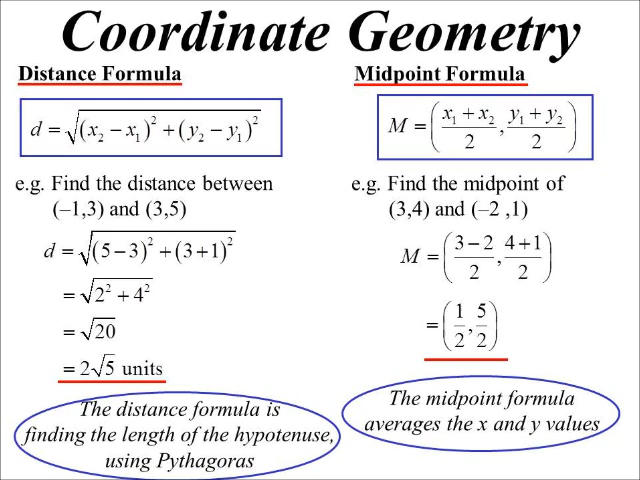 Coordinate Geometry
Distance Formula
d = √((x₂ − x₁)² + (y₂ − y₁)²)
e.g. Find the distance between
(–1,3) and (3,5)
d = √((5 − 3)² + (3 + 1)²)
= √(2² + 4²)
= √20
= 2√5 units
The distance formula is
finding the length of the hypotenuse,
using Pythagoras
Midpoint Formula
M = ((x₁ + x₂)/2, (y₁ + y₂)/2)
e.g. Find the midpoint of
(3,4) and (–2 ,1)
M = ((3 − 2)/2, (4 + 1)/2)
= (1/2, 5/2)
The midpoint formula
averages the x and y values